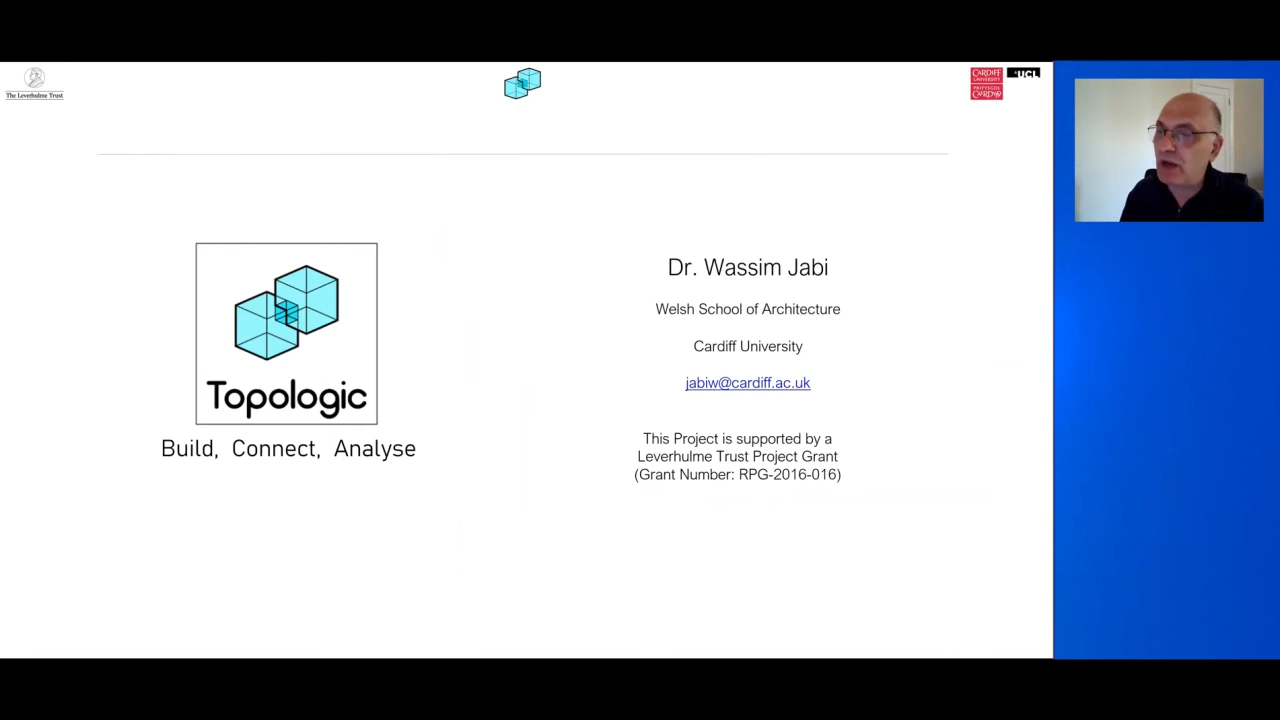 The Leverhulme Trust
CARDIFF
UNIVERSITY
PRIFYSGOL
CAERDYDD
UCL
Topologic
Build, Connect, Analyse
Dr. Wassim Jabi
Welsh School of Architecture
Cardiff University
jabiw@cardiff.ac.uk
This Project is supported by a
Leverhulme Trust Project Grant
(Grant Number: RPG-2016-016)